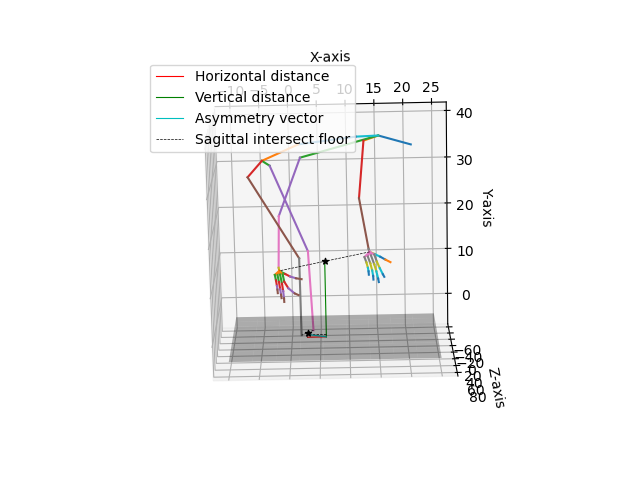 X-axis
−10 −5 0 5 10 15 20 25
Horizontal distance
Vertical distance
Asymmetry vector
Sagittal intersect floor
40
30
20
10
0
Y-axis
−60
−40
−20
0
20
40
60
80
Z-axis